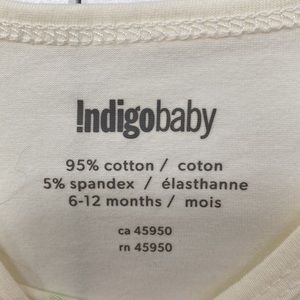 !ndigobaby
95% cotton / coton
5% spandex / élasthanne
6-12 months / mois
ca 45950
rn 45950